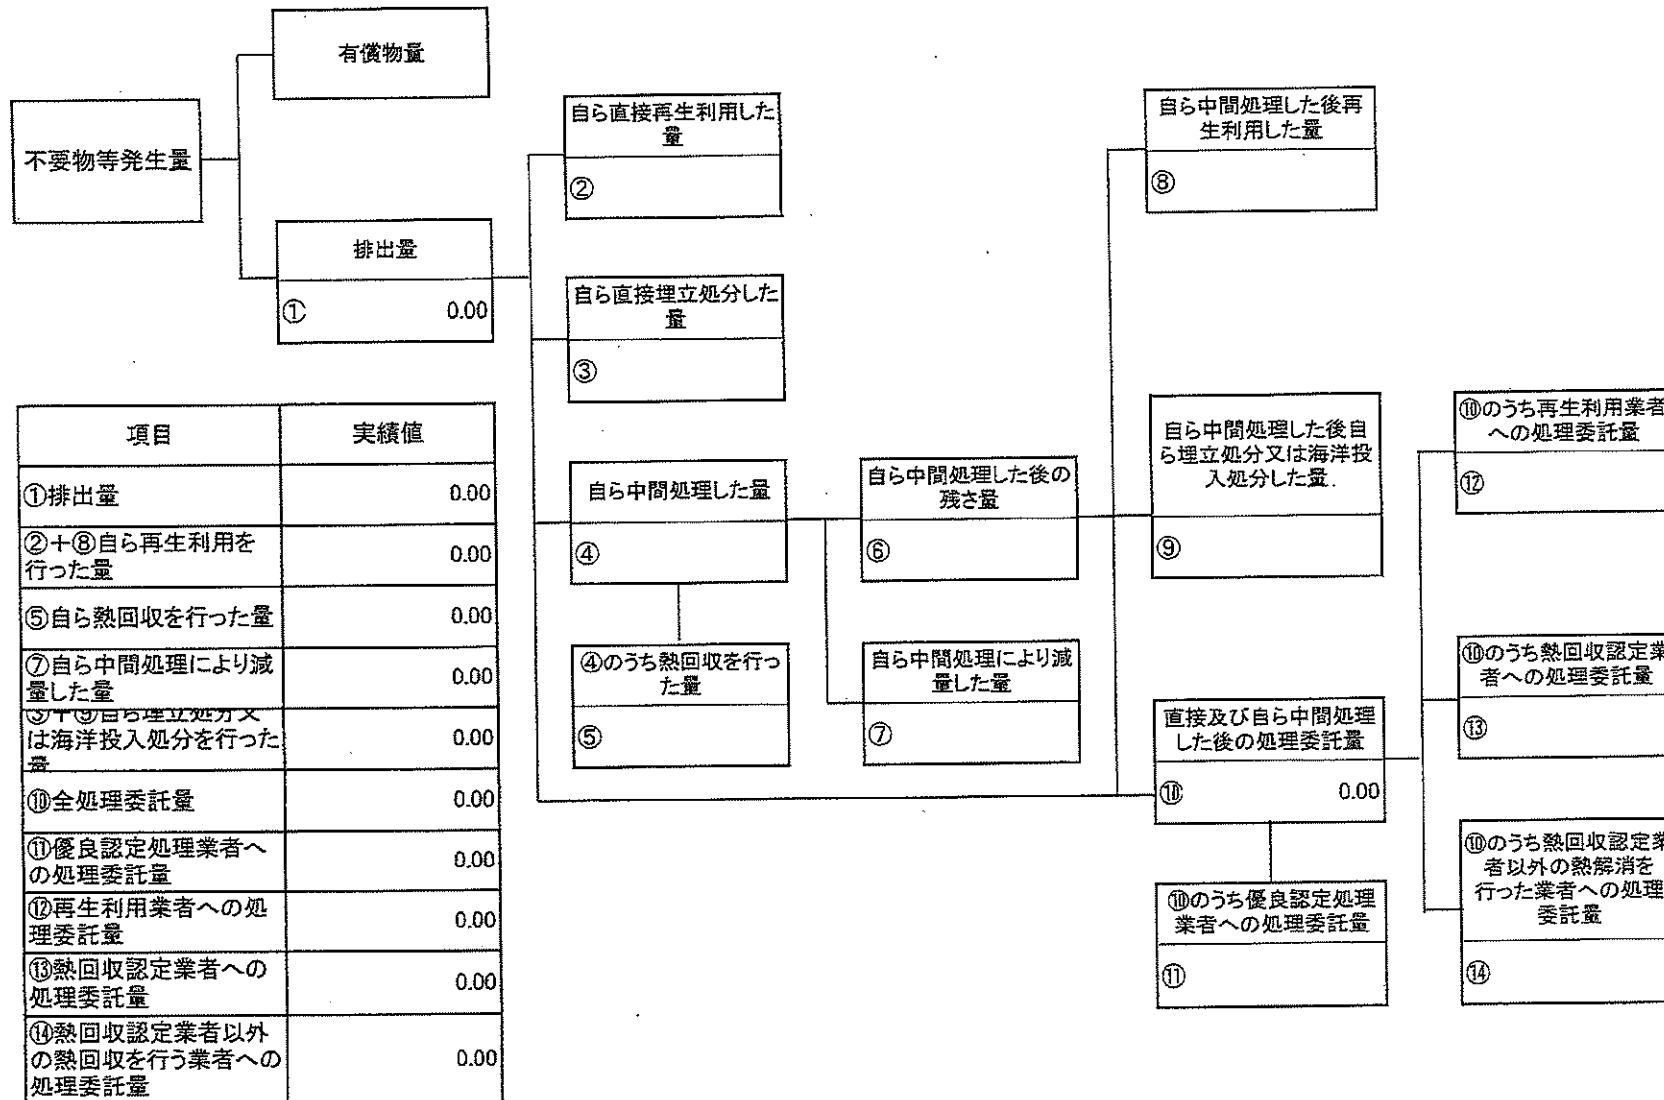 有償物量
不要物等発生量
排出量
① 0.00
自ら直接再生利用した
量
②
自ら直接埋立処分した
量
③
自ら中間処理した量
④
④のうち熱回収を行っ
た量
⑤
自ら中間処理した後の
残さ量
⑥
自ら中間処理により減
量した量
⑦
自ら中間処理した後再
生利用した量
⑧
自ら中間処理した後自
ら埋立処分又は海洋投
入処分した量.
⑨
直接及び自ら中間処理
した後の処理委託量
⑩ 0.00
⑩のうち優良認定処理
業者への処理委託量
⑪
⑩のうち再生利用業者
への処理委託量
⑫
⑩のうち熱回収認定業
者への処理委託量
⑬
⑩のうち熱回収認定業
者以外の熱解消を
行った業者への処理
委託量
⑭
項目 実績値
①排出量 0.00
②+⑧自ら再生利用を
行った量 0.00
⑤自ら熱回収を行った量 0.00
⑦自ら中間処理により減
量した量 0.00
③+⑨自ら埋立処分又
は海洋投入処分を行った
量 0.00
⑩全処理委託量 0.00
⑪優良認定処理業者へ
の処理委託量 0.00
⑫再生利用業者への処
理委託量 0.00
⑬熱回収認定業者への
処理委託量 0.00
⑭熱回収認定業者以外
の熱回収を行う業者への
処理委託量 0.00